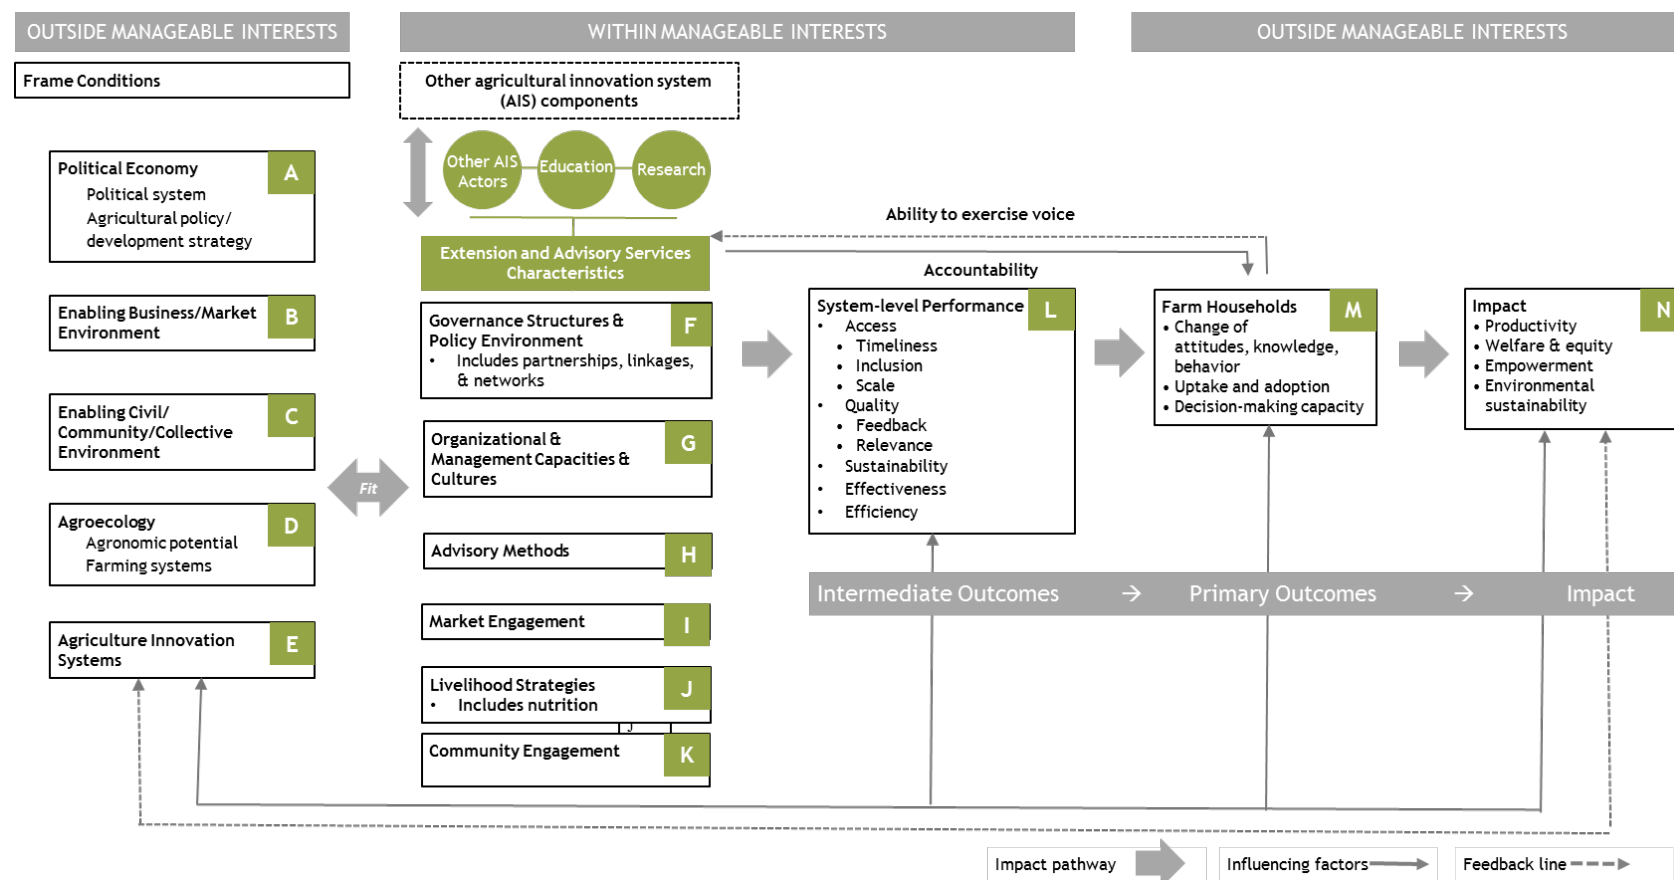 OUTSIDE MANAGEABLE INTERESTS
WITHIN MANAGEABLE INTERESTS
OUTSIDE MANAGEABLE INTERESTS
Frame Conditions
Political Economy
A
Political system
Agricultural policy/
development strategy
Enabling Business/Market
Environment
B
Enabling Civil/
Community/Collective
Environment
C
Agroecology
D
Agronomic potential
Farming systems
Agriculture Innovation
Systems
E
Fit
Other agricultural innovation system
(AIS) components
Other AIS
Actors
Education
Research
Extension and Advisory Services
Characteristics
Governance Structures &
Policy Environment
F
• Includes partnerships, linkages,
& networks
Organizational &
Management Capacities &
Cultures
G
Advisory Methods
H
Market Engagement
I
Livelihood Strategies
J
• Includes nutrition
J
Community Engagement
K
Ability to exercise voice
Accountability
System-level Performance
L
• Access
• Timeliness
• Inclusion
• Scale
• Quality
• Feedback
• Relevance
• Sustainability
• Effectiveness
• Efficiency
Farm Households
M
• Change of
attitudes, knowledge,
behavior
• Uptake and adoption
• Decision-making capacity
Impact
N
• Productivity
• Welfare & equity
• Empowerment
• Environmental
sustainability
Intermediate Outcomes → Primary Outcomes → Impact
Impact pathway
Influencing factors
Feedback line